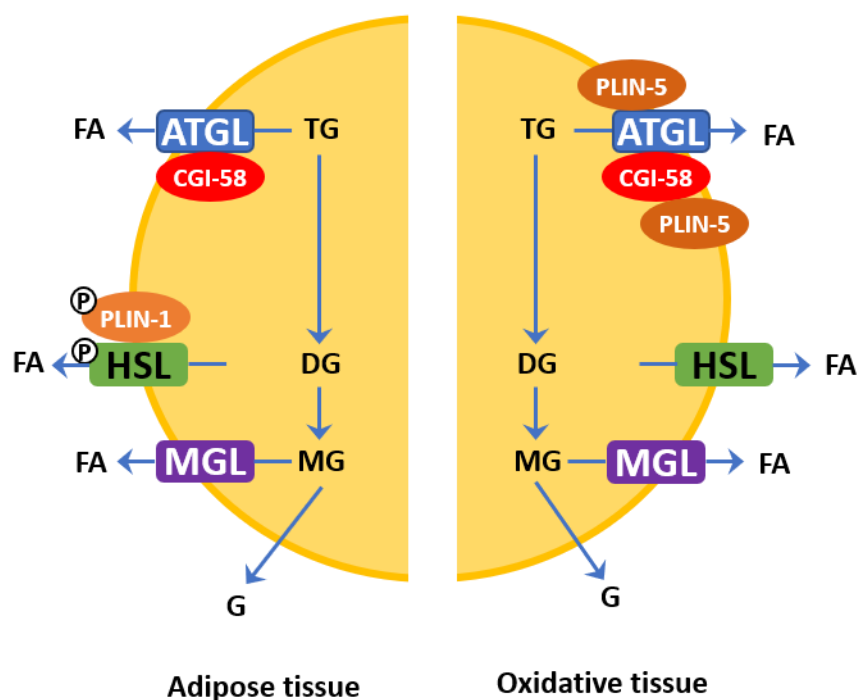 FA
ATGL
TG
CGI-58
P
PLIN-1
P
FA
HSL
DG
FA
MGL
MG
G
Adipose tissue
PLIN-5
TG
ATGL
FA
CGI-58
PLIN-5
DG
HSL
FA
MG
MGL
FA
G
Oxidative tissue